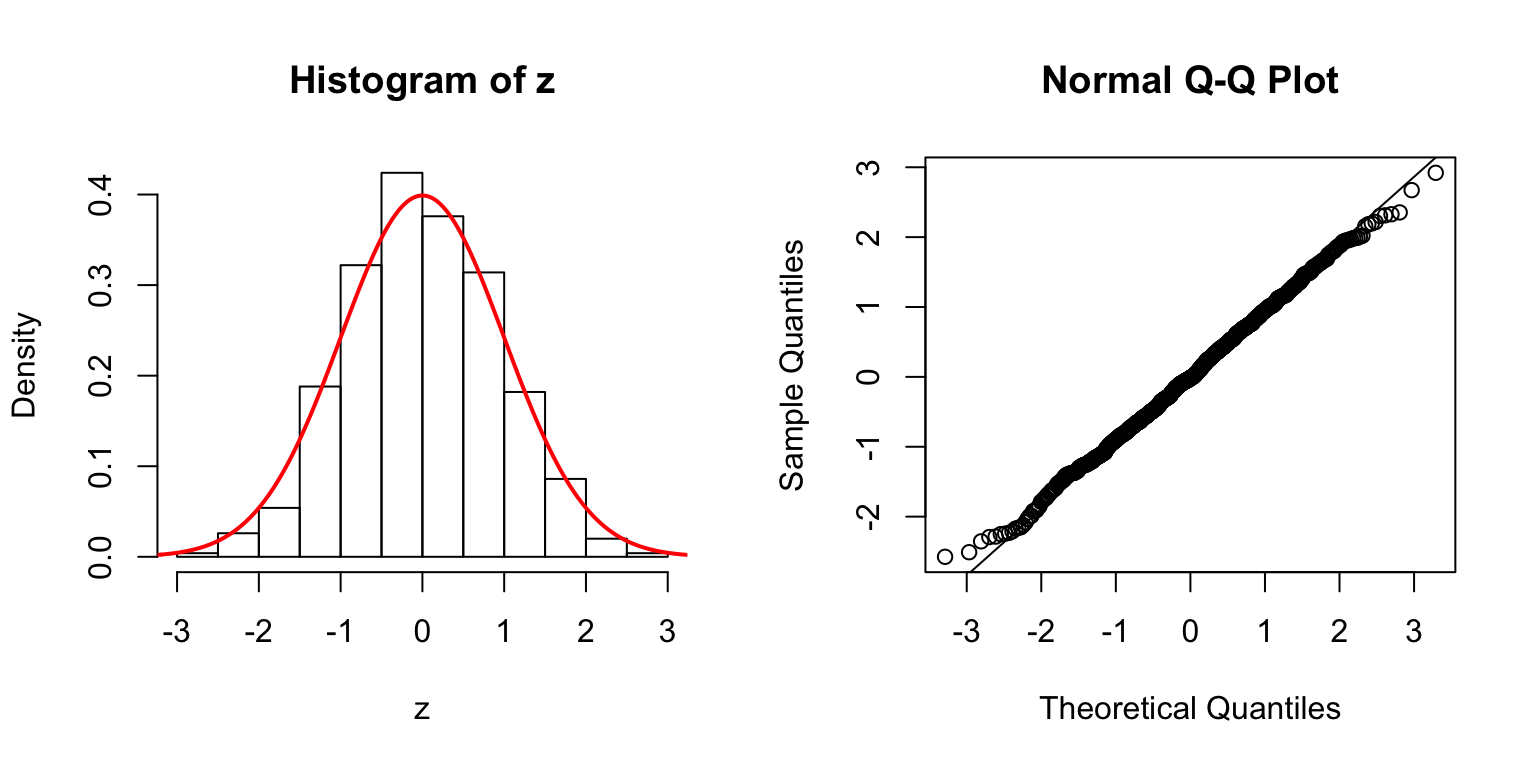 Histogram of z
Density
0.4
0.3
0.2
0.1
0.0
-3 -2 -1 0 1 2 3
z
Normal Q-Q Plot
Sample Quantiles
3
2
1
0
-1
-2
-3 -2 -1 0 1 2 3
Theoretical Quantiles